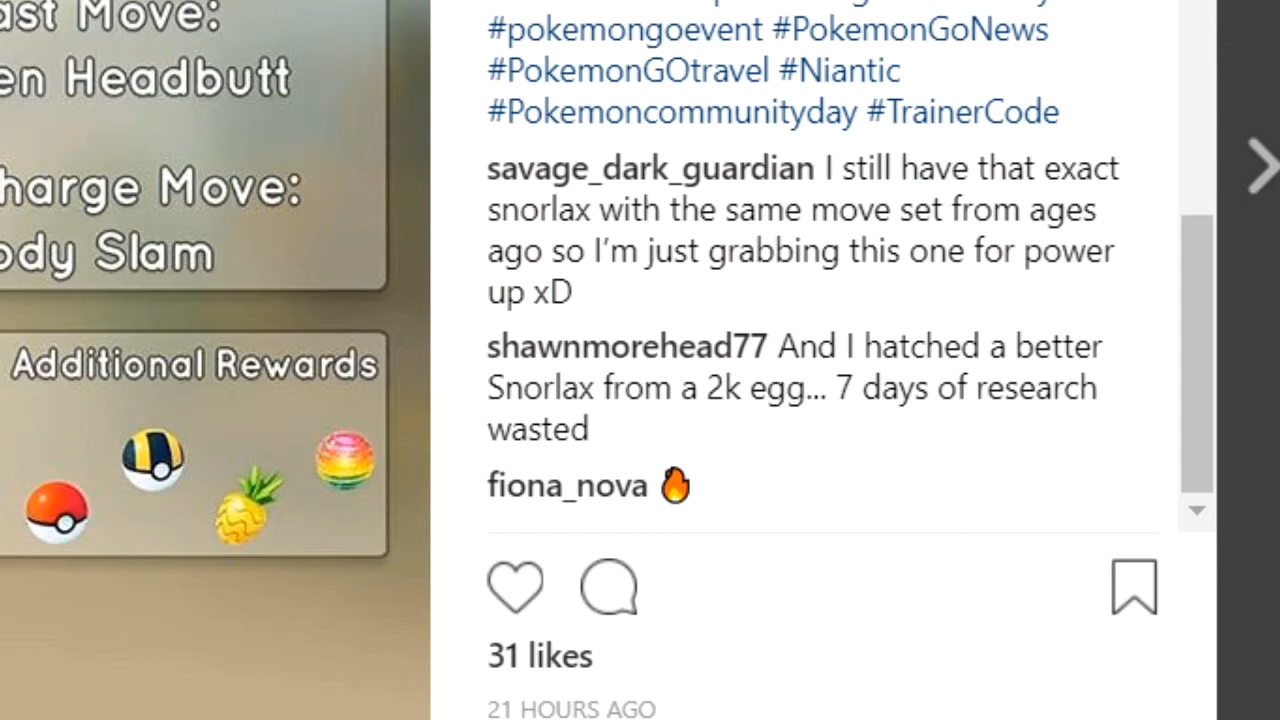 ast Move:
en Headbutt
harge Move:
ody Slam
Additional Rewards
#pokemongoevent #PokemonGoNews
#PokemonGOtravel #Niantic
#Pokemoncommunityday #TrainerCode
savage_dark_guardian I still have that exact
snorlax with the same move set from ages
ago so I’m just grabbing this one for power
up xD
shawnmorehead77 And I hatched a better
Snorlax from a 2k egg... 7 days of research
wasted
fiona_nova 🔥
31 likes
21 HOURS AGO